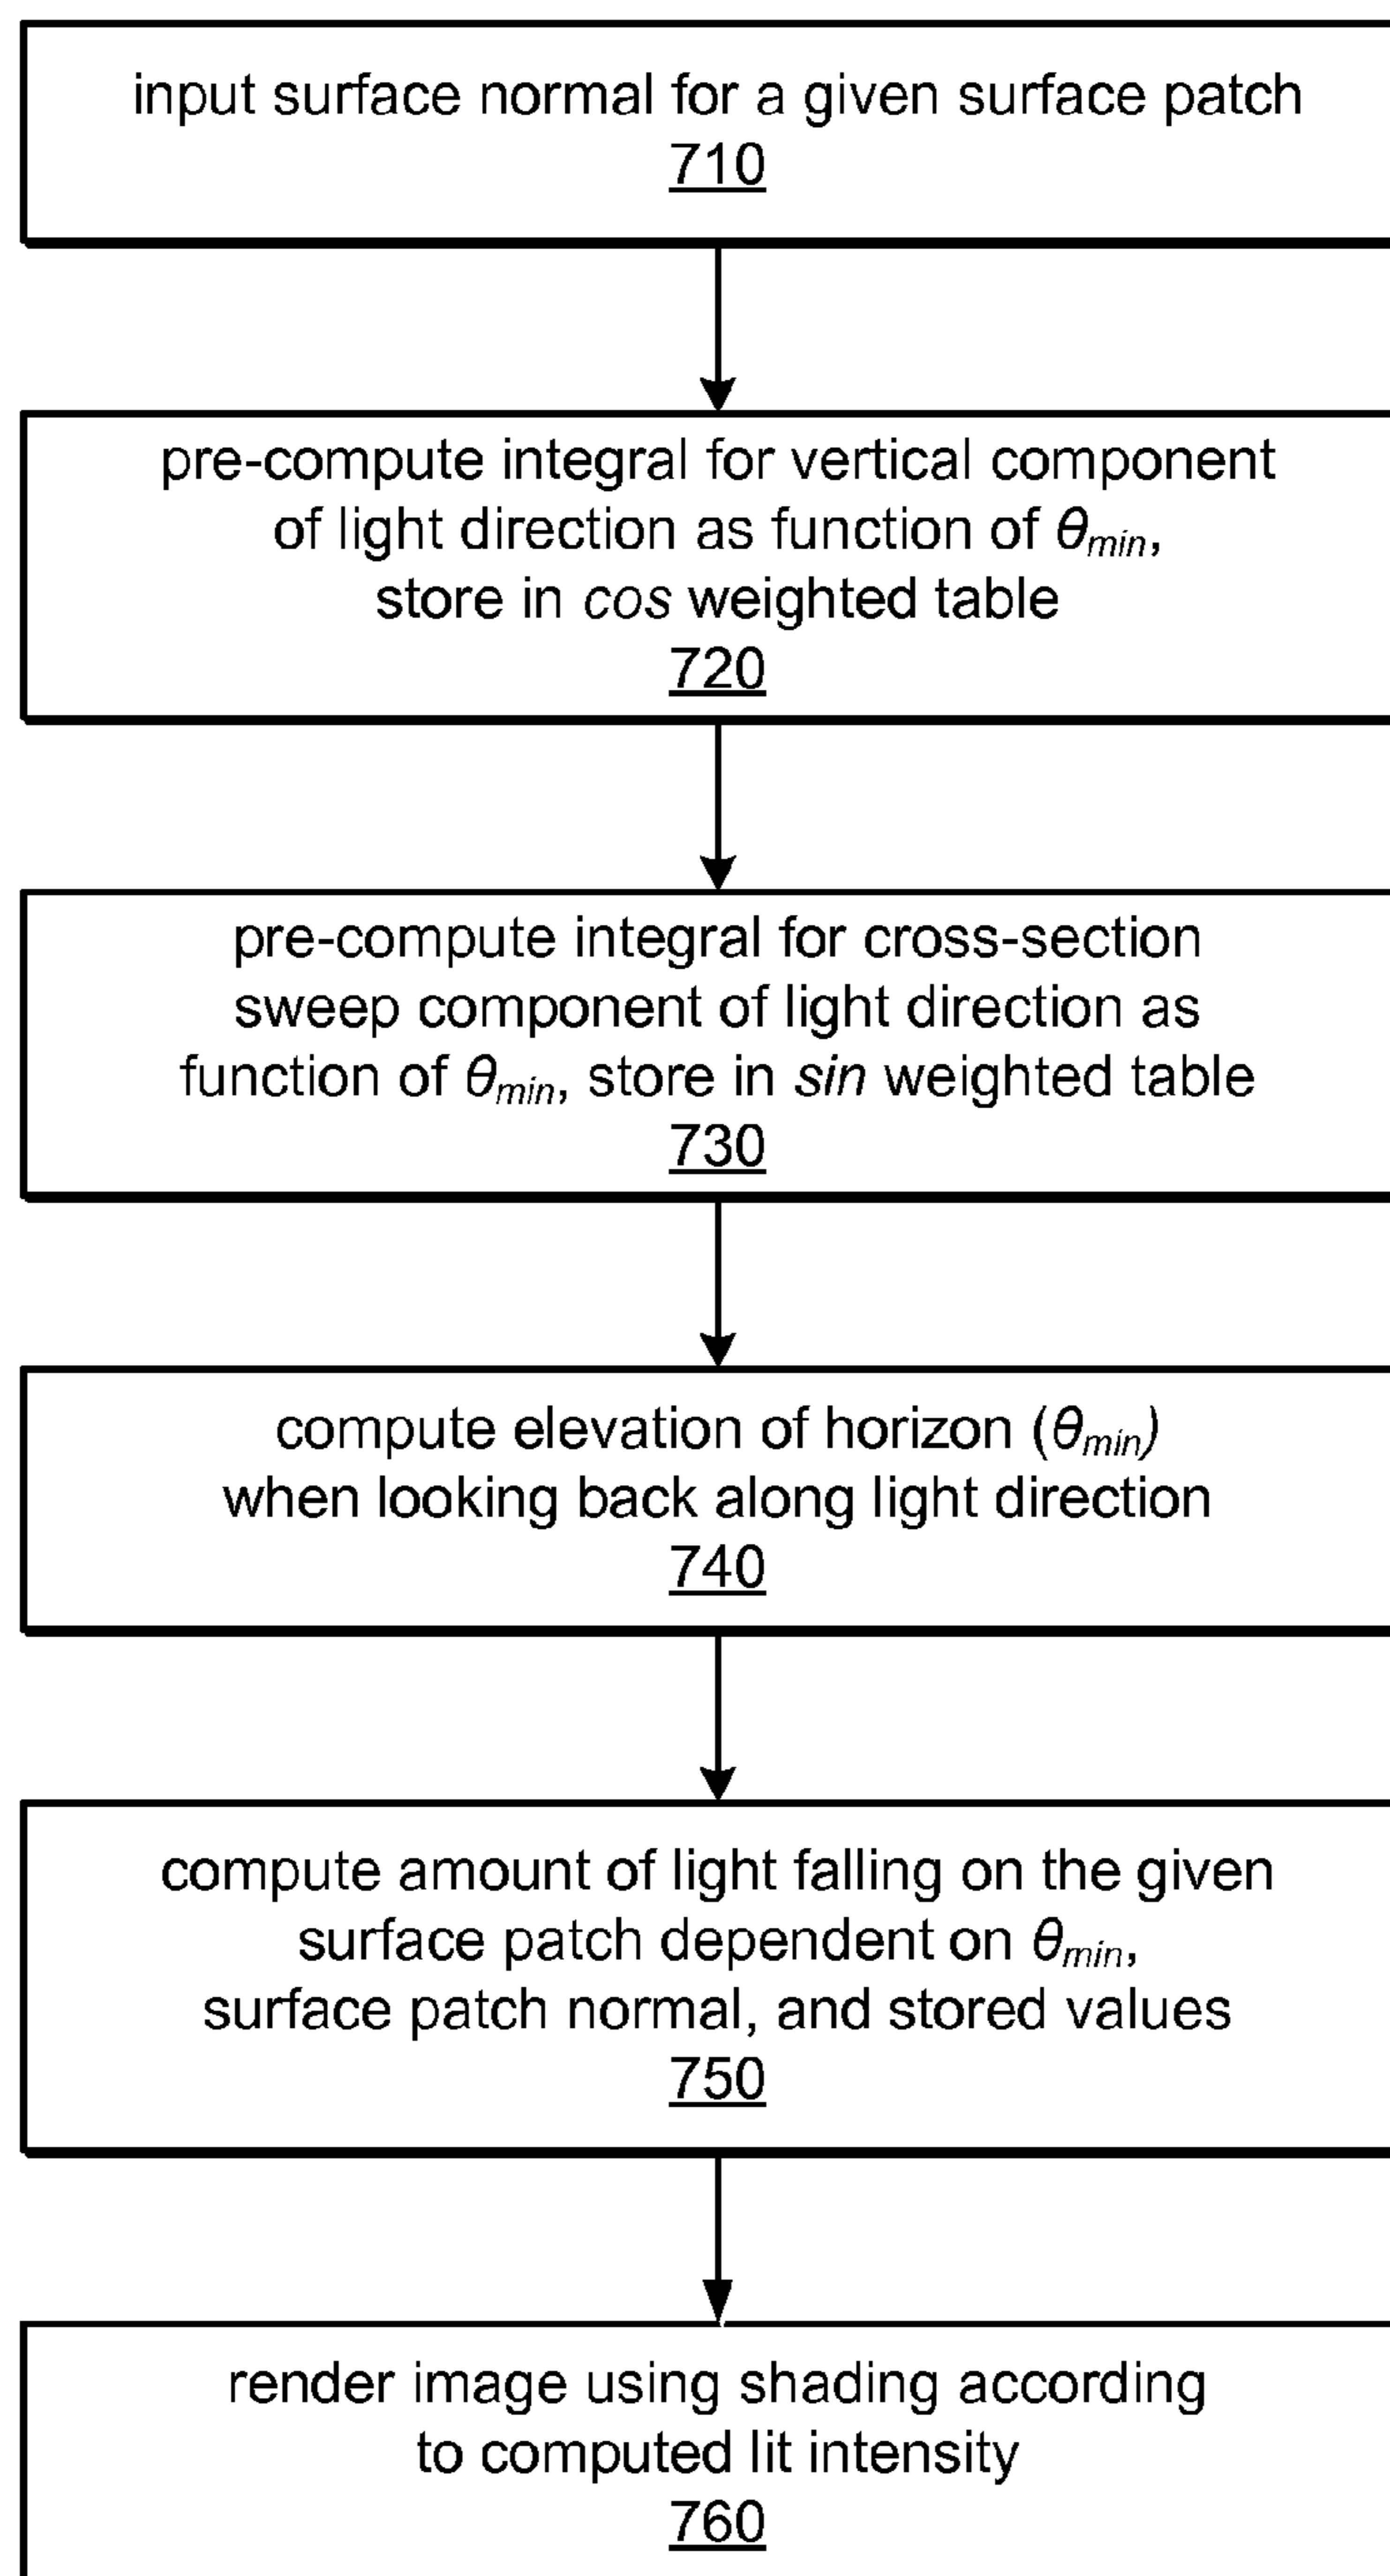 input surface normal for a given surface patch
710
pre-compute integral for vertical component
of light direction as function of θmin,
store in cos weighted table
720
pre-compute integral for cross-section
sweep component of light direction as
function of θmin, store in sin weighted table
730
compute elevation of horizon (θmin)
when looking back along light direction
740
compute amount of light falling on the given
surface patch dependent on θmin,
surface patch normal, and stored values
750
render image using shading according
to computed lit intensity
760